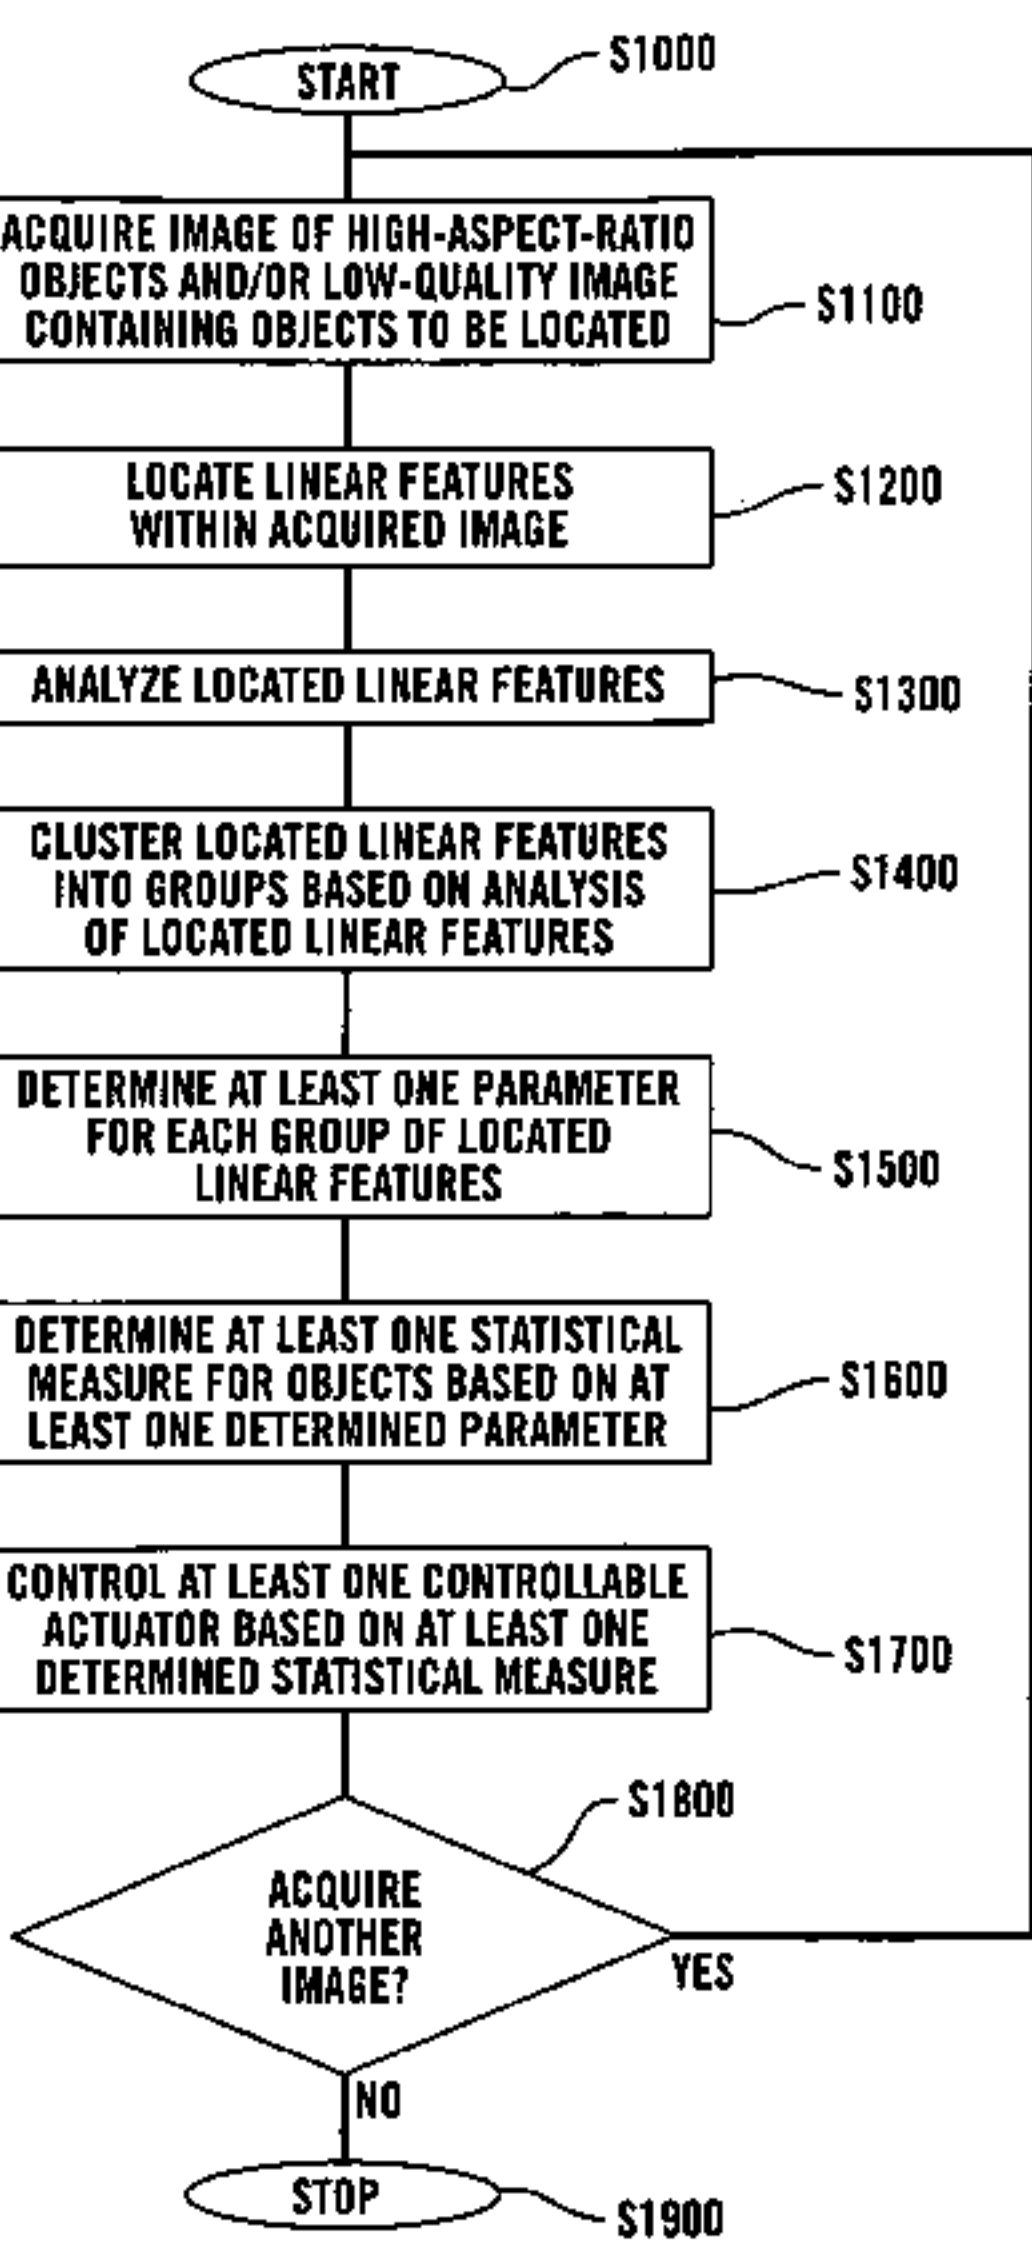 START
S1000
ACQUIRE IMAGE OF HIGH-ASPECT-RATIO
OBJECTS AND/OR LOW-QUALITY IMAGE
CONTAINING OBJECTS TO BE LOCATED
S1100
LOCATE LINEAR FEATURES
WITHIN ACQUIRED IMAGE
S1200
ANALYZE LOCATED LINEAR FEATURES
S1300
CLUSTER LOCATED LINEAR FEATURES
INTO GROUPS BASED ON ANALYSIS
OF LOCATED LINEAR FEATURES
S1400
DETERMINE AT LEAST ONE PARAMETER
FOR EACH GROUP OF LOCATED
LINEAR FEATURES
S1500
DETERMINE AT LEAST ONE STATISTICAL
MEASURE FOR OBJECTS BASED ON AT
LEAST ONE DETERMINED PARAMETER
S1600
CONTROL AT LEAST ONE CONTROLLABLE
ACTUATOR BASED ON AT LEAST ONE
DETERMINED STATISTICAL MEASURE
S1700
S1800
ACQUIRE
ANOTHER
IMAGE?
YES
NO
STOP
S1900